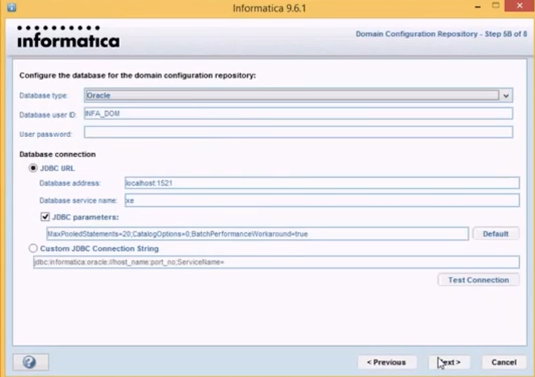 Informatica 9.6.1
informatica
Domain Configuration Repository - Step 5B of 8
Configure the database for the domain configuration repository:
Database type: Oracle
Database user ID: INFA_DOM
User password:
Database connection
JDBC URL
Database address: localhost:1521
Database service name: xe
JDBC parameters:
MaxPooledStatements=20;CatalogOptions=0;BatchPerformanceWorkaround=true Default
Custom JDBC Connection String
jdbc:informatica:oracle://host_name:port_no;ServiceName=
Test Connection
? < Previous Next > Cancel